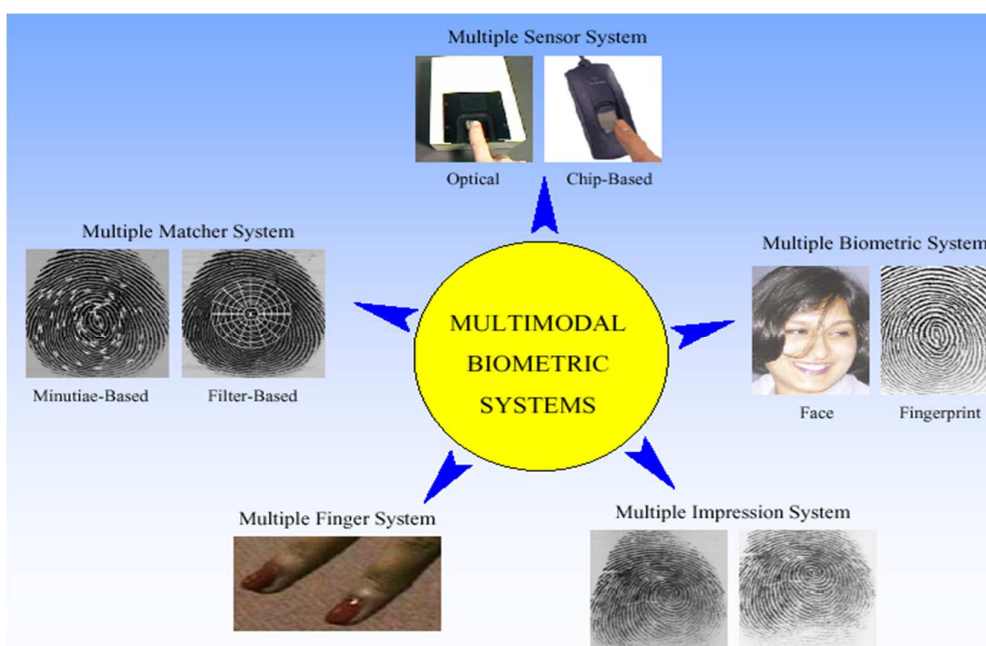 Multiple Sensor System
Optical
Chip-Based
Multiple Matcher System
Minutiae-Based
Filter-Based
Multiple Biometric System
Face
Fingerprint
MULTIMODAL
BIOMETRIC
SYSTEMS
Multiple Finger System
Multiple Impression System